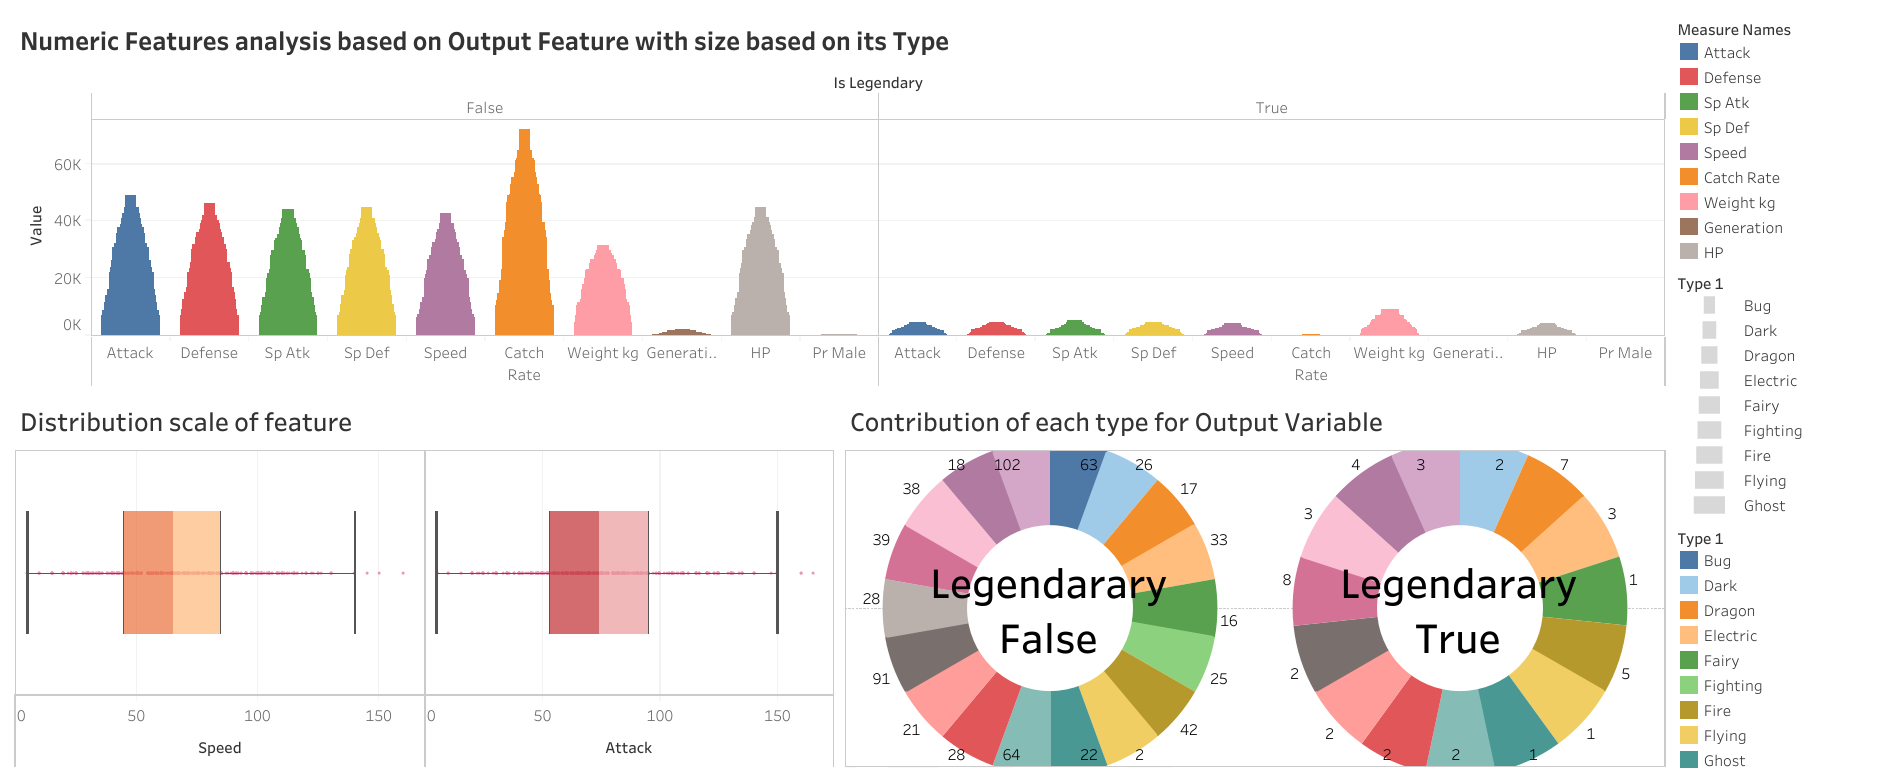 Numeric Features analysis based on Output Feature with size based on its Type
Is Legendary
False
True
Value
60K
40K
20K
0K
Attack
Defense
Sp Atk
Sp Def
Speed
Catch
Rate
Weight kg
Generati..
HP
Pr Male
Attack
Defense
Sp Atk
Sp Def
Speed
Catch
Rate
Weight kg
Generati..
HP
Pr Male
Measure Names
Attack
Defense
Sp Atk
Sp Def
Speed
Catch Rate
Weight kg
Generation
HP
Type 1
Bug
Dark
Dragon
Electric
Fairy
Fighting
Fire
Flying
Ghost
Type 1
Bug
Dark
Dragon
Electric
Fairy
Fighting
Fire
Flying
Ghost
Distribution scale of feature
0
50
100
150
Speed
0
50
100
150
Attack
Contribution of each type for Output Variable
Legendarary
False
63
26
17
33
16
25
42
2
22
64
28
21
91
28
39
38
18
102
Legendarary
True
2
7
3
1
5
1
1
2
2
2
2
8
3
4
3